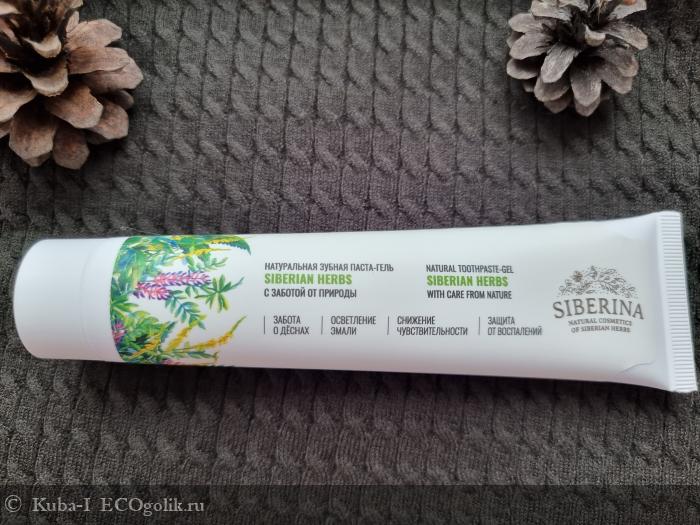 НАТУРАЛЬНАЯ ЗУБНАЯ ПАСТА-ГЕЛЬ
SIBERIAN HERBS
С ЗАБОТОЙ ОТ ПРИРОДЫ
NATURAL TOOTHPASTE-GEL
SIBERIAN HERBS
WITH CARE FROM NATURE
ЗАБОТА
О ДЁСНАХ
ОСВЕТЛЕНИЕ
ЭМАЛИ
СНИЖЕНИЕ
ЧУВСТВИТЕЛЬНОСТИ
ЗАЩИТА
ОТ ВОСПАЛЕНИЙ
SIBERINA
NATURAL COSMETICS
OF SIBERIAN HERBS
© Kuba-I ECOgolik.ru